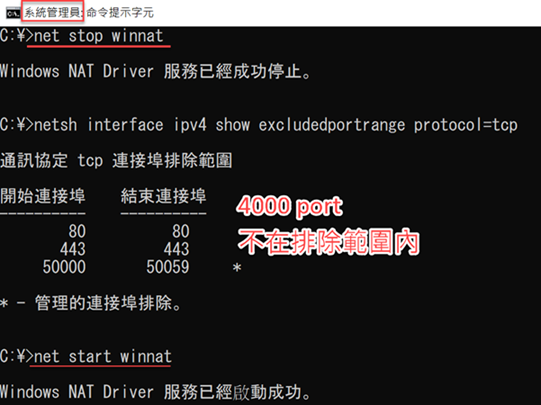 系統管理員: 命令提示字元
C:¥>net stop winnat
Windows NAT Driver 服務已經成功停止。
C:¥>netsh interface ipv4 show excludedportrange protocol=tcp
通訊協定 tcp 連接埠排除範圍
開始連接埠 結束連接埠
---------- ----------
80 80
443 443
50000 50059 *
4000 port
不在排除範圍內
* - 管理的連接埠排除。
C:¥>net start winnat
Windows NAT Driver 服務已經啟動成功。